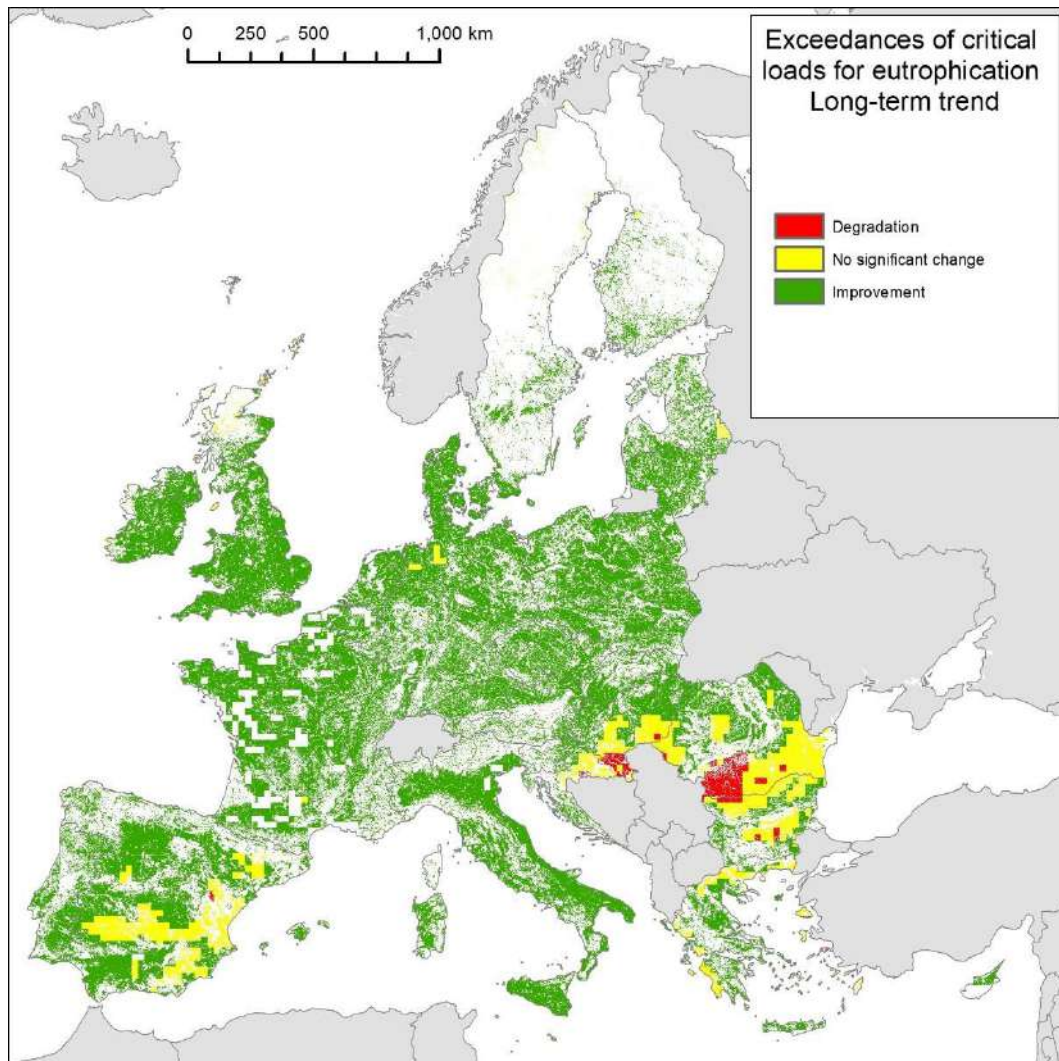 0 250 500 1,000 km
Exceedances of critical
loads for eutrophication
Long-term trend
Degradation
No significant change
Improvement